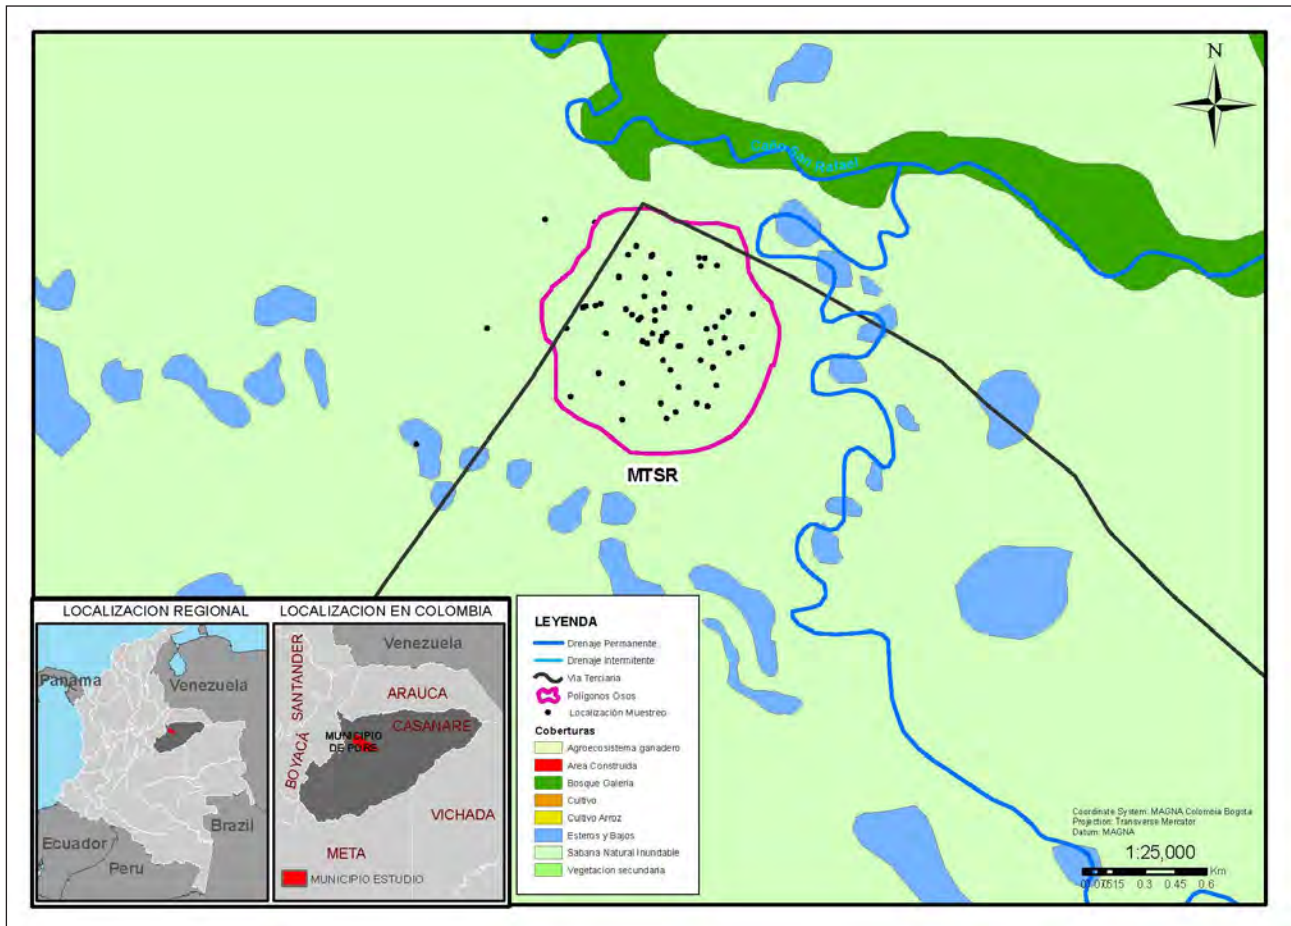 N
Caño San Rafael
MTSR
LOCALIZACION REGIONAL
Panama
Venezuela
Ecuador
Peru
Brazil
LOCALIZACION EN COLOMBIA
Venezuela
SANTANDER
ARAUCA
CASANARE
MUNICIPIO
DE PORE
BOYACÁ
VICHADA
META
MUNICIPIO ESTUDIO
LEYENDA
Drenaje Permanente
Drenaje Intermitente
Vía Terciaria
Polígonos Osos
Localización Muestreo
Coberturas
Agroecosistema ganadero
Area Construida
Bosque Galería
Cultivo
Cultivo Arroz
Esteros y Bajos
Sabana Natural Inundable
Vegetacion secundaria
Coordinate System: MAGNA Colombia Bogota
Projection: Transverse Mercator
Datum: MAGNA
1:25,000
0.3 0.45 0.6 Km